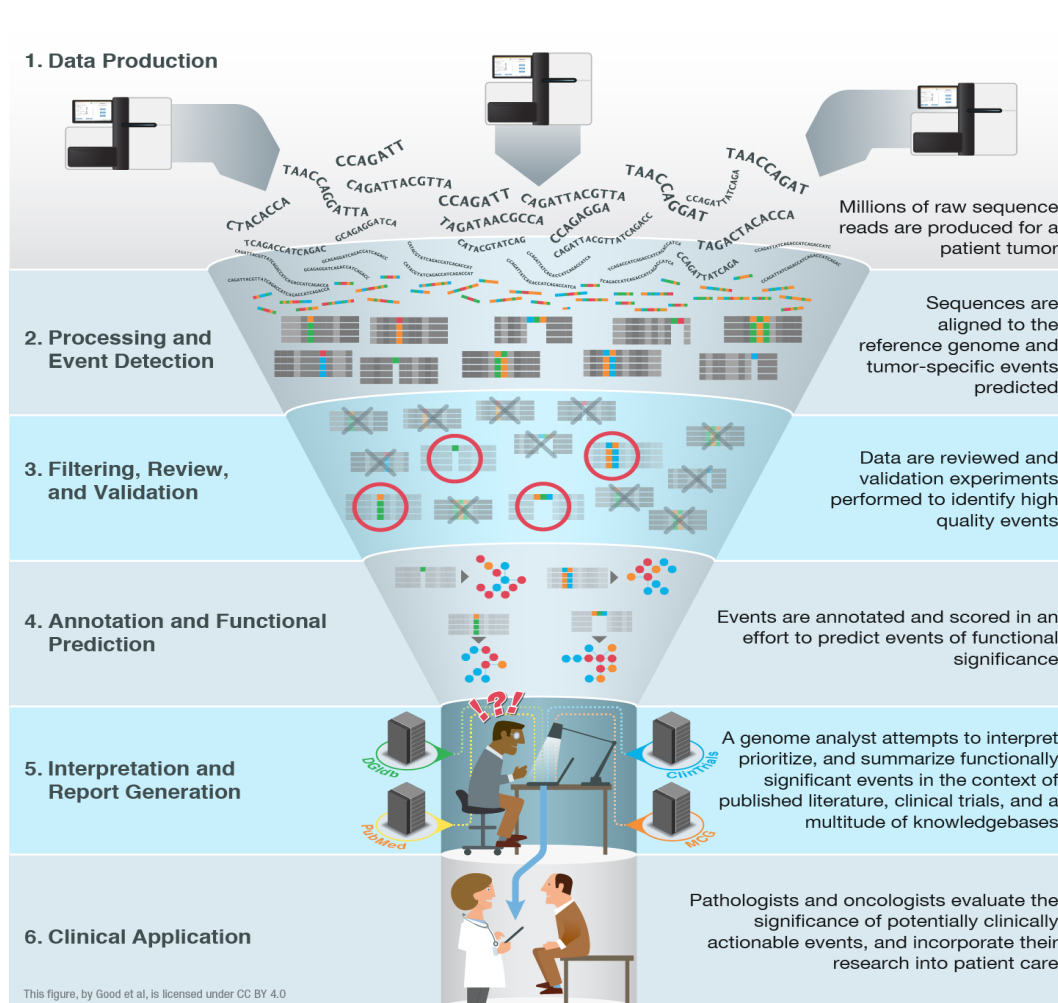 1. Data Production
CCAGATT
TAACCAGGATTA
CAGATTACGTTA
CCAGATT
CAGATTACGTTA
TAACCAGGAT
CCAGATTATCAGA
TAACCAGAT
CTACACCA
GCAGAGGATCA
TAGATAACGCCA
CCAGAGGA
TAGACTACACCA
TCAGACCATCAGAC
CATACGTATCAG
CAGATTACGTTATCAGACC
CCAGATTATCAGA
Millions of raw sequence
reads are produced for a
patient tumor
2. Processing and
Event Detection
Sequences are
aligned to the
reference genome and
tumor-specific events
predicted
3. Filtering, Review,
and Validation
Data are reviewed and
validation experiments
performed to identify high
quality events
4. Annotation and Functional
Prediction
Events are annotated and scored in an
effort to predict events of functional
significance
!?!
5. Interpretation and
Report Generation
DGIdb
PubMed
ClinTrials
MCG
A genome analyst attempts to interpret
prioritize, and summarize functionally
significant events in the context of
published literature, clinical trials, and a
multitude of knowledgebases
6. Clinical Application
Pathologists and oncologists evaluate the
significance of potentially clinically
actionable events, and incorporate their
research into patient care
This figure, by Good et al, is licensed under CC BY 4.0